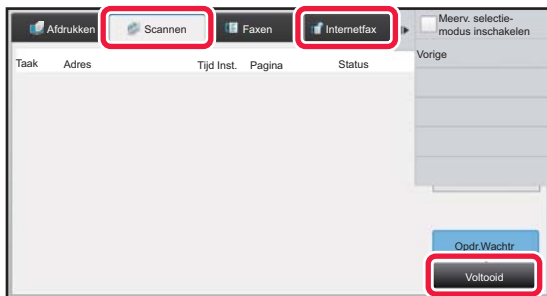 Afdrukken Scannen Faxen Internetfax
Meerv. selectie-
modus inschakelen
Vorige
Taak Adres Tijd Inst. Pagina Status
Opdr.Wachtr
Voltooid